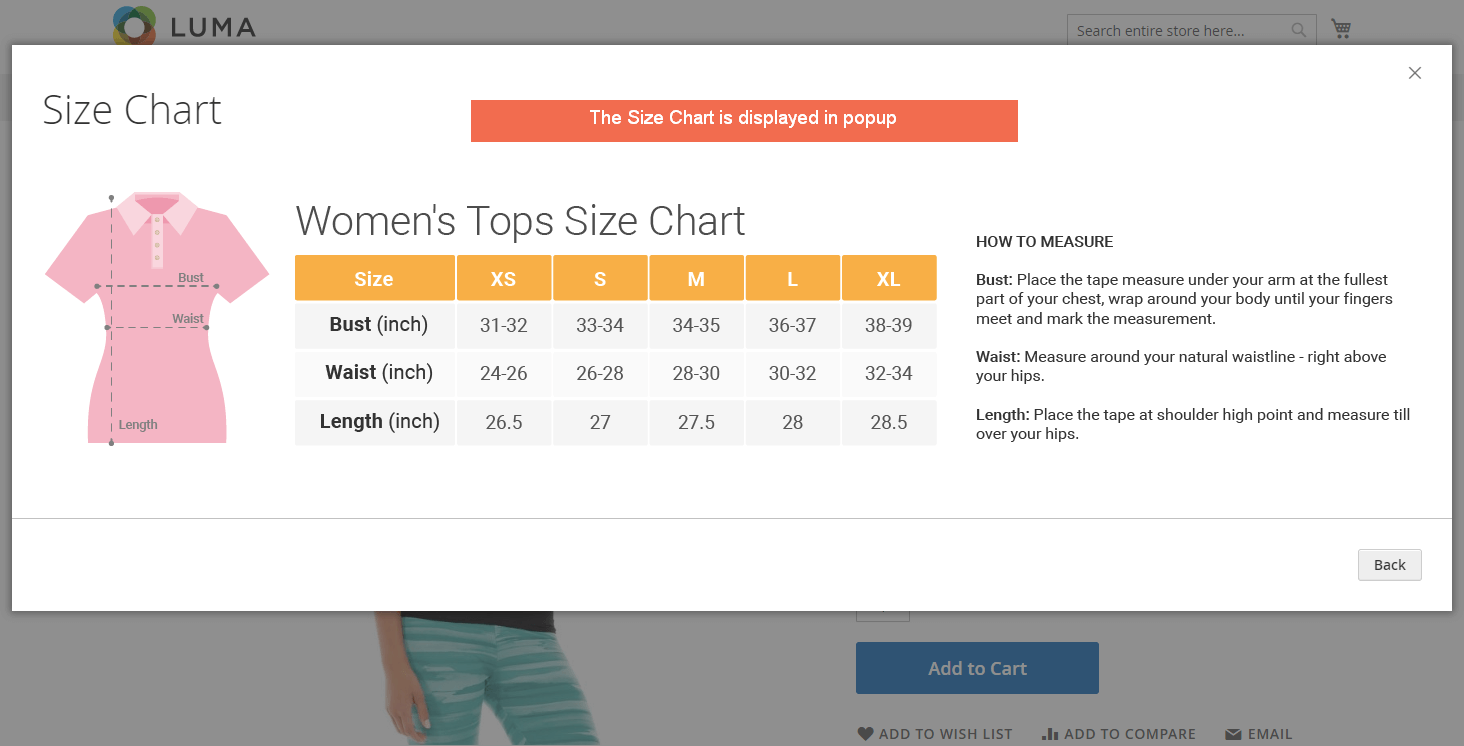 LUMA
Search entire store here...
Size Chart
The Size Chart is displayed in popup
Bust
Waist
Length
Women's Tops Size Chart
Size XS S M L XL
Bust (inch) 31-32 33-34 34-35 36-37 38-39
Waist (inch) 24-26 26-28 28-30 30-32 32-34
Length (inch) 26.5 27 27.5 28 28.5
HOW TO MEASURE
Bust: Place the tape measure under your arm at the fullest
part of your chest, wrap around your body until your fingers
meet and mark the measurement.
Waist: Measure around your natural waistline - right above
your hips.
Length: Place the tape at shoulder high point and measure till
over your hips.
Back
Add to Cart
ADD TO WISH LIST ADD TO COMPARE EMAIL